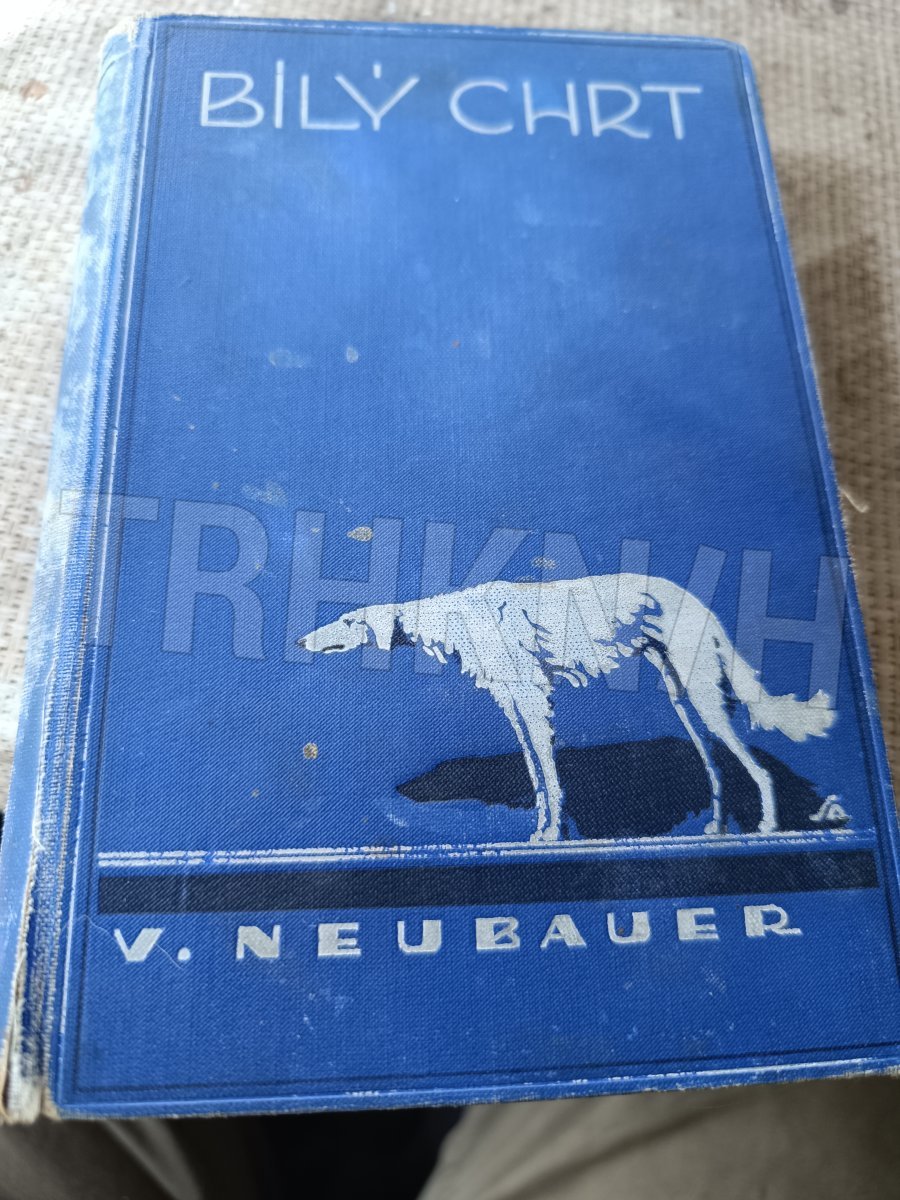 BÍLÝ CHRT
TRHKNIH
V. NEUBAUER